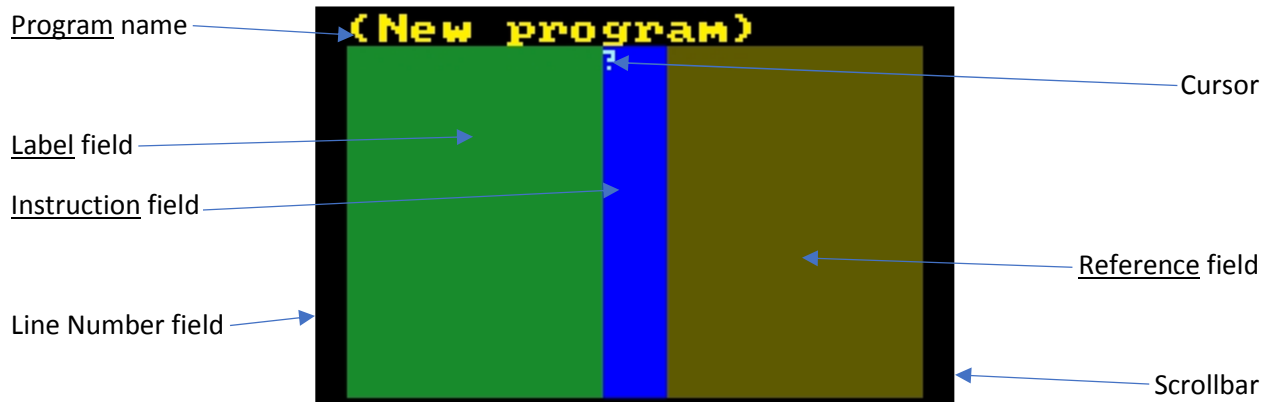 Program name
(New program)
?
Cursor
Label field
Instruction field
Reference field
Line Number field
Scrollbar